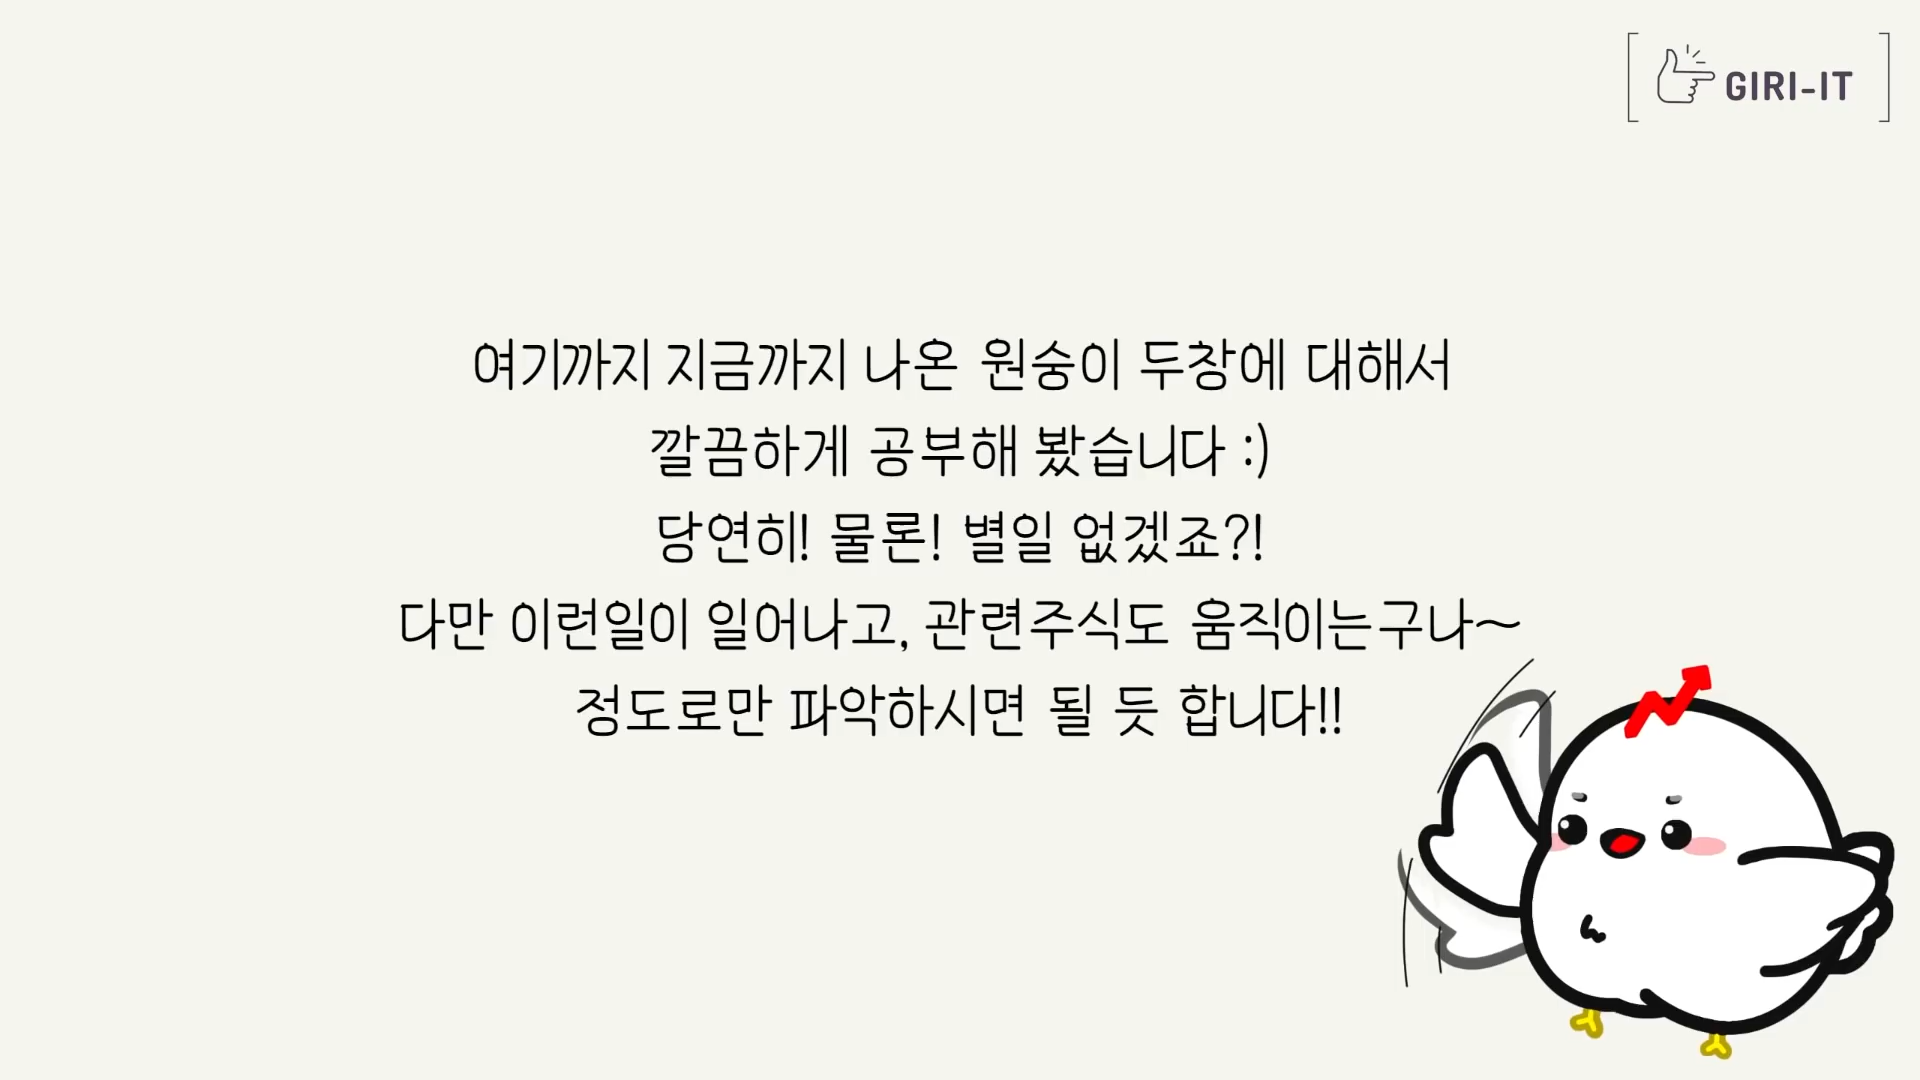 GIRI-IT
여기까지 지금까지 나온 원숭이 두창에 대해서
깔끔하게 공부해 봤습니다 :)
당연히! 물론! 별일 없겠죠?!
다만 이런일이 일어나고, 관련주식도 움직이는구나~
정도로만 파악하시면 될 듯 합니다!!